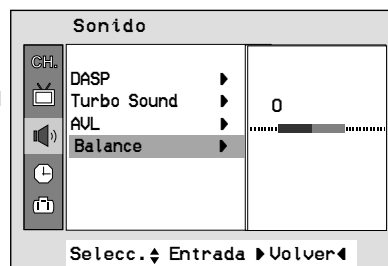 Sonido
CH.
DASP
Turbo Sound
AVL
Balance
0
Selecc. Entrada Volver